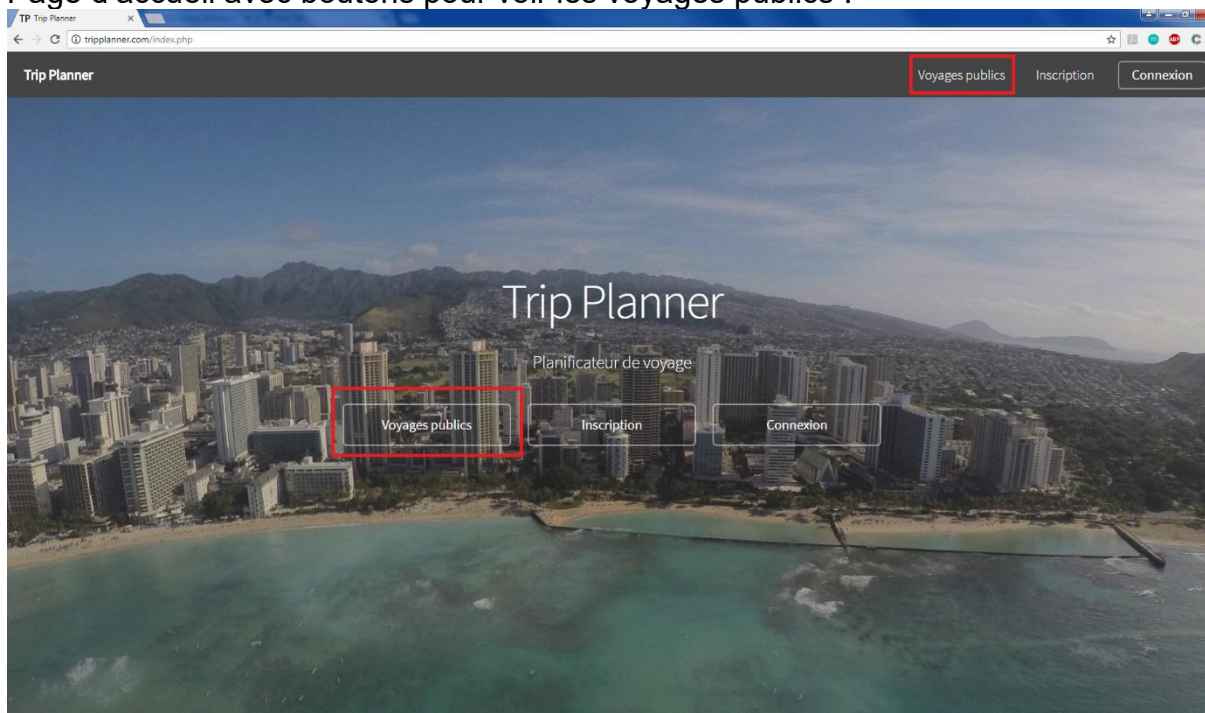 Page d'accueil avec boutons pour voir les voyages publics :
TP Trip Planner
tripplanner.com/index.php
Trip Planner
Voyages publics
Inscription
Connexion
Trip Planner
Planificateur de voyage
Voyages publics
Inscription
Connexion